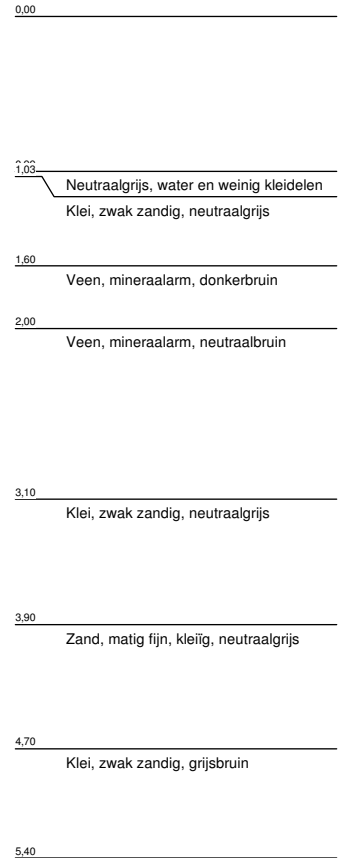 0,00
1,03
Neutraalgrijs, water en weinig kleidelen
Klei, zwak zandig, neutraalgrijs
1,60
Veen, mineraalarm, donkerbruin
2,00
Veen, mineraalarm, neutraalbruin
3,10
Klei, zwak zandig, neutraalgrijs
3,90
Zand, matig fijn, kleiïg, neutraalgrijs
4,70
Klei, zwak zandig, grijsbruin
5,40